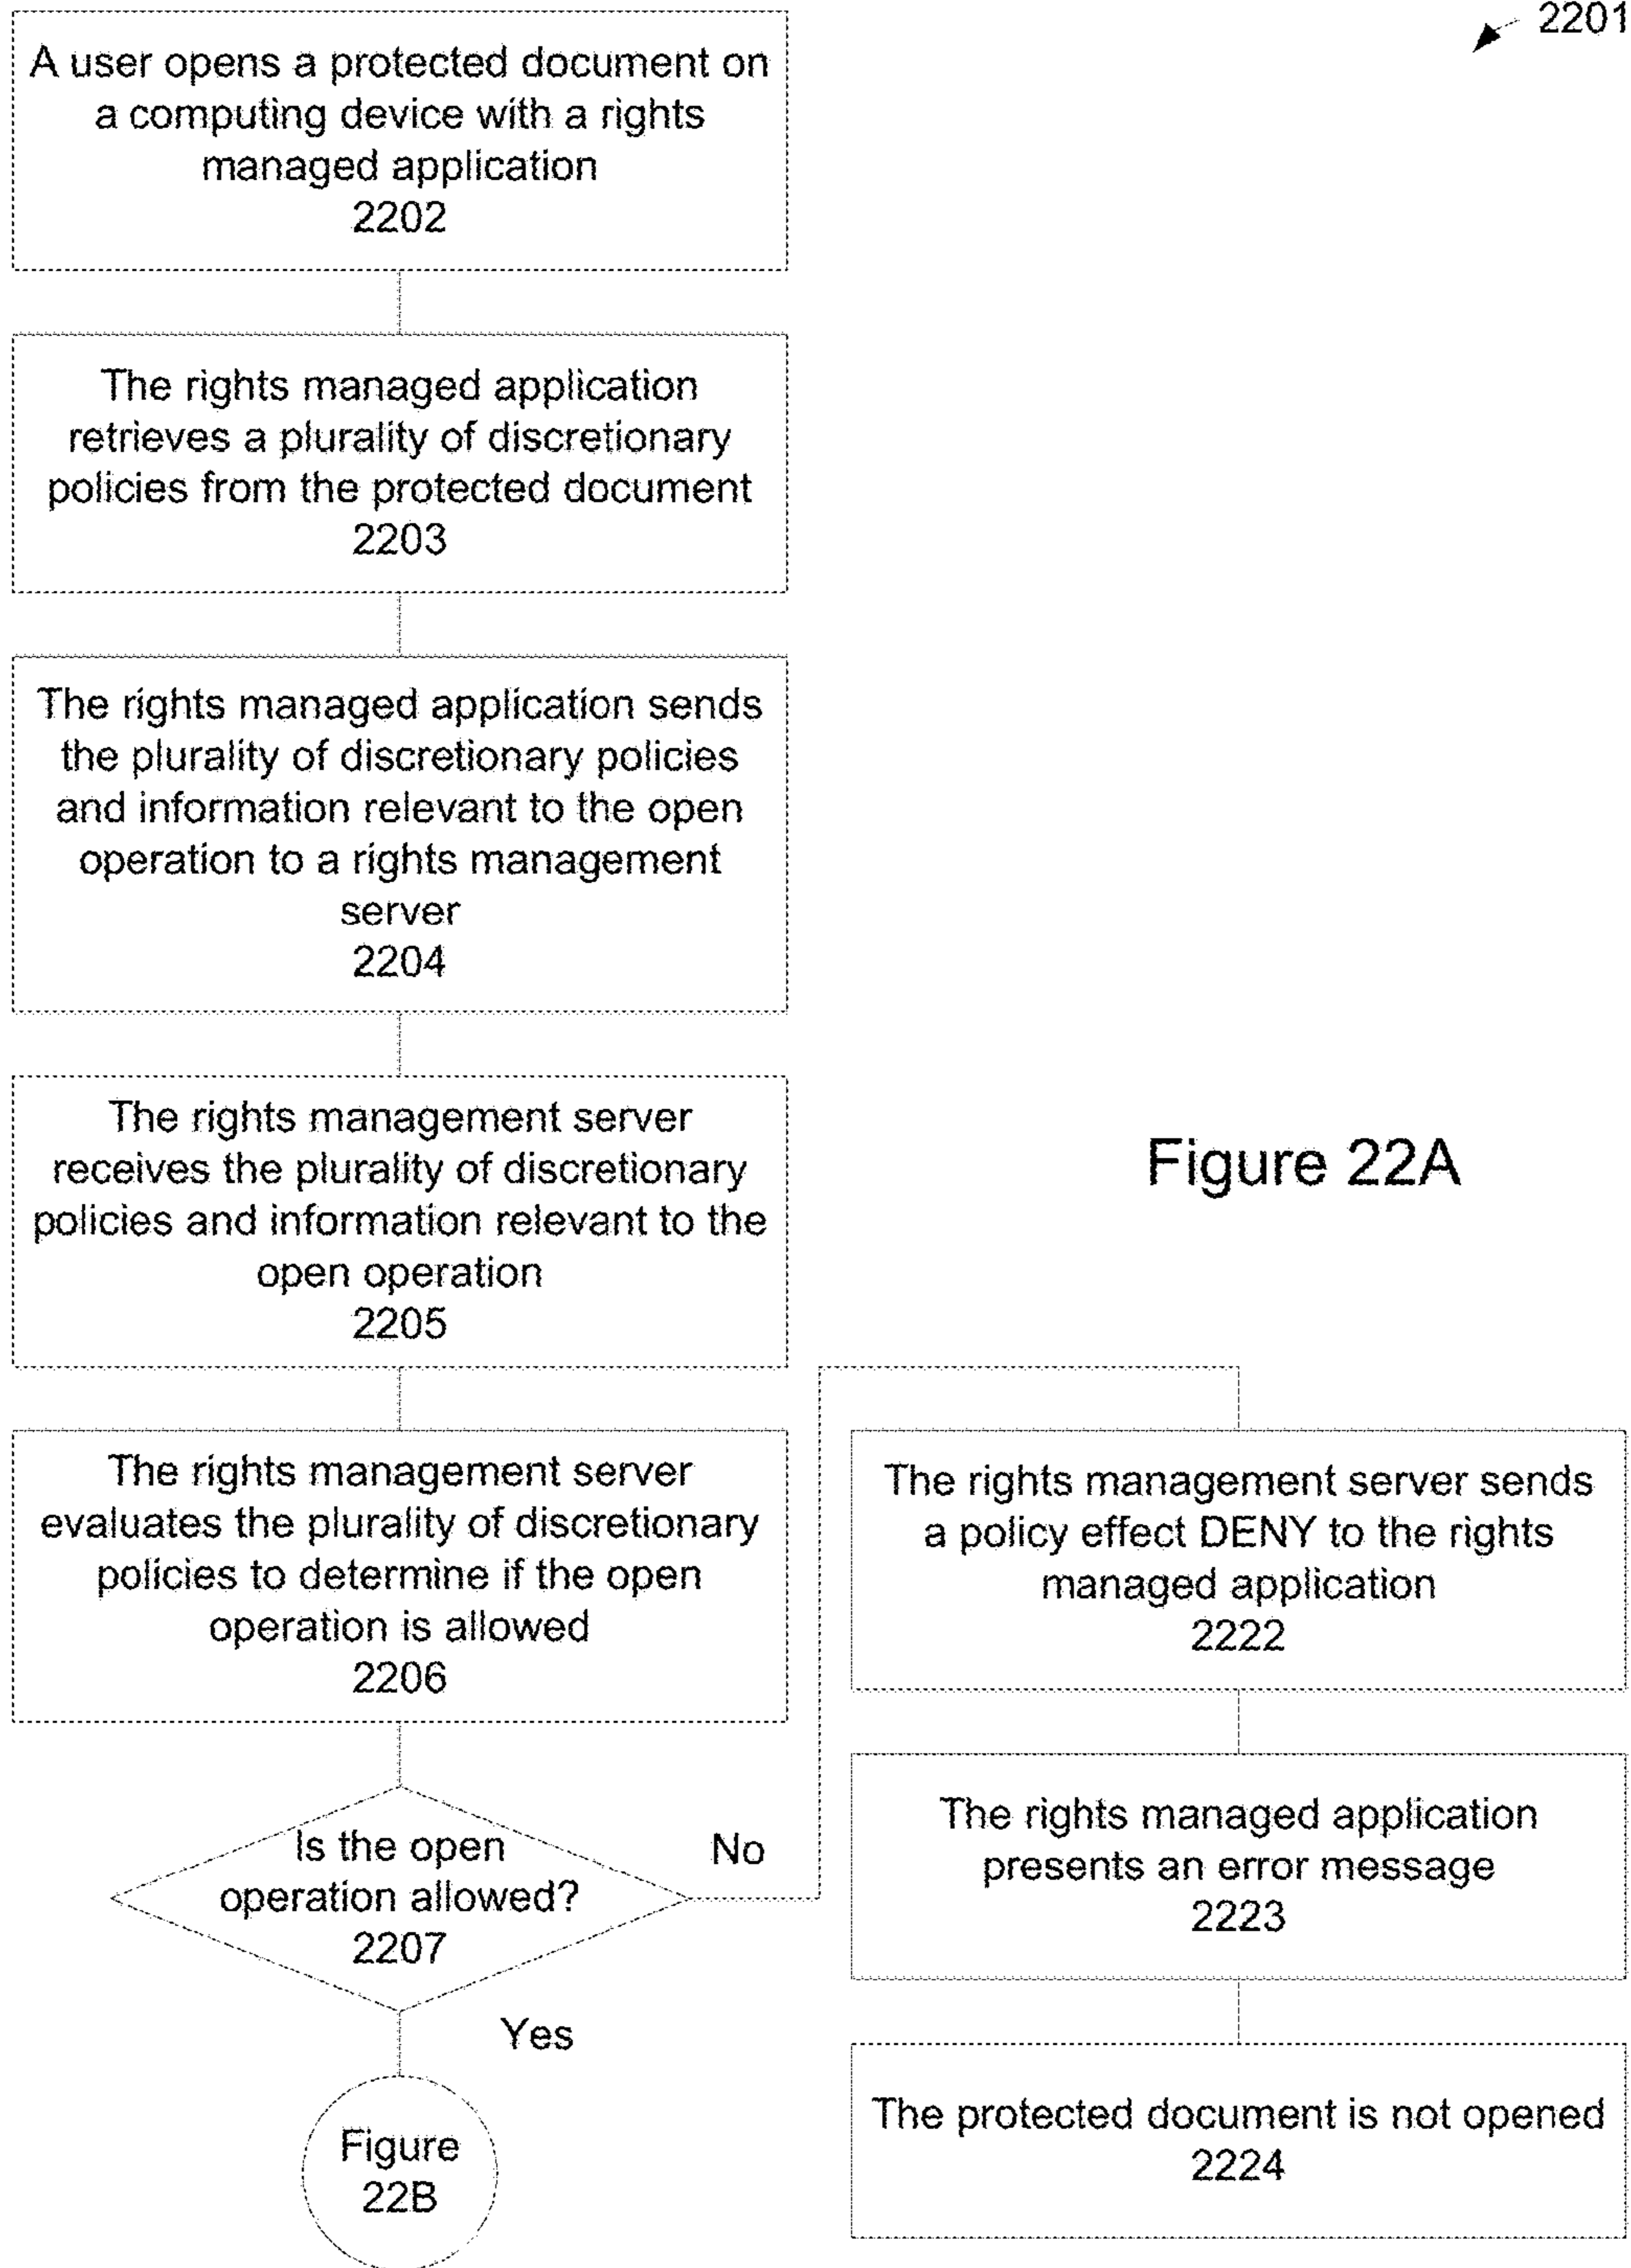 2201
A user opens a protected document on
a computing device with a rights
managed application
2202
The rights managed application
retrieves a plurality of discretionary
policies from the protected document
2203
The rights managed application sends
the plurality of discretionary policies
and information relevant to the open
operation to a rights management
server
2204
The rights management server
receives the plurality of discretionary
policies and information relevant to the
open operation
2205
Figure 22A
The rights management server
evaluates the plurality of discretionary
policies to determine if the open
operation is allowed
2206
Is the open
operation allowed?
2207
No
Yes
Figure
22B
The rights management server sends
a policy effect DENY to the rights
managed application
2222
The rights managed application
presents an error message
2223
The protected document is not opened
2224